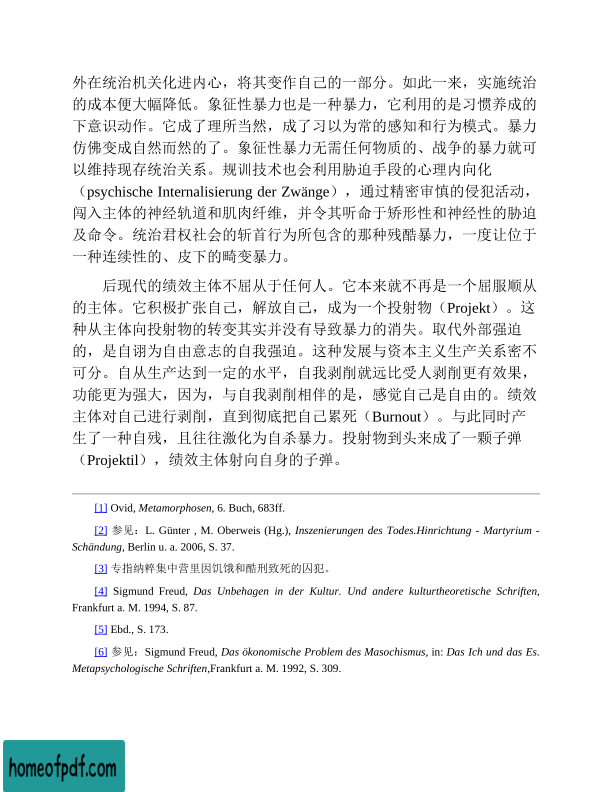 外在统治机关化进内心，将其变作自己的一部分。如此一来，实施统治
的成本便大幅降低。象征性暴力也是一种暴力，它利用的是习惯养成的
下意识动作。它成了理所当然，成了习以为常的感知和行为模式。暴力
仿佛变成自然而然的了。象征性暴力无需任何物质的、战争的暴力就可
以维持现存统治关系。规训技术也会利用胁迫手段的心理内向化
（psychische Internalisierung der Zwänge），通过精密审慎的侵犯活动，
闯入主体的神经轨道和肌肉纤维，并令其听命于矫形性和神经性的胁迫
及命令。统治君权社会的斩首行为所包含的那种残酷暴力，一度让位于
一种连续性的、皮下的畸变暴力。
后现代的绩效主体不屈从于任何人。它本来就不再是一个屈服顺从
的主体。它积极扩张自己，解放自己，成为一个投射物（Projekt）。这
种从主体向投射物的转变其实并没有导致暴力的消失。取代外部强迫
的，是自诩为自由意志的自我强迫。这种发展与资本主义生产关系密不
可分。自从生产达到一定的水平，自我剥削就远比受人剥削更有效果，
功能更为强大，因为，与自我剥削相伴的是，感觉自己是自由的。绩效
主体对自己进行剥削，直到彻底把自己累死（Burnout）。与此同时产
生了一种自残，且往往激化为自杀暴力。投射物到头来成了一颗子弹
（Projektil），绩效主体射向自身的子弹。
[1] Ovid, Metamorphosen, 6. Buch, 683ff.
[2] 参见：L. Günter , M. Oberweis (Hg.), Inszenierungen des Todes.Hinrichtung - Martyrium -
Schändung, Berlin u. a. 2006, S. 37.
[3] 专指纳粹集中营里因饥饿和酷刑致死的囚犯。
[4] Sigmund Freud, Das Unbehagen in der Kultur. Und andere kulturtheoretische Schriften,
Frankfurt a. M. 1994, S. 87.
[5] Ebd., S. 173.
[6] 参见：Sigmund Freud, Das ökonomische Problem des Masochismus, in: Das Ich und das Es.
Metapsychologische Schriften,Frankfurt a. M. 1992, S. 309.
homeofpdf.com